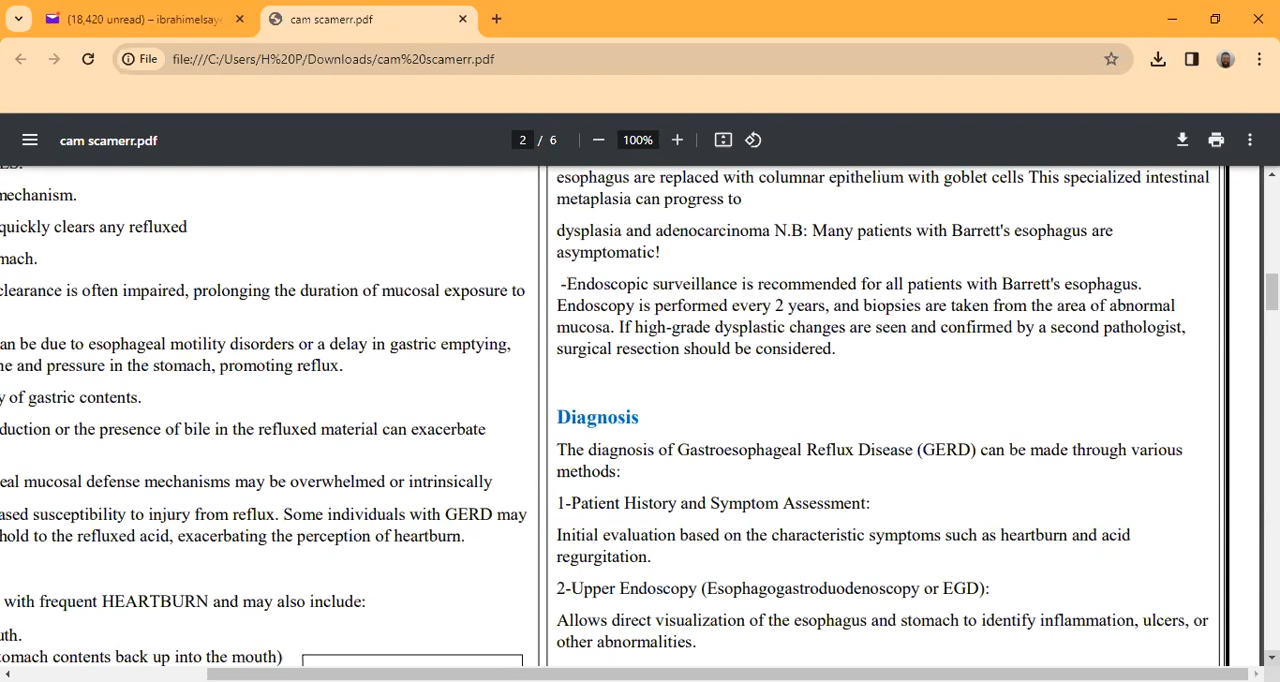 (18,420 unread) – ibrahimelsaye
cam scamerr.pdf
File
file:///C:/Users/H%20P/Downloads/cam%20scamerr.pdf
cam scamerr.pdf
2 / 6
100%
mechanism.
quickly clears any refluxed
mach.
clearance is often impaired, prolonging the duration of mucosal exposure to
an be due to esophageal motility disorders or a delay in gastric emptying,
ne and pressure in the stomach, promoting reflux.
y of gastric contents.
duction or the presence of bile in the refluxed material can exacerbate
eal mucosal defense mechanisms may be overwhelmed or intrinsically
ased susceptibility to injury from reflux. Some individuals with GERD may
hold to the refluxed acid, exacerbating the perception of heartburn.
with frequent HEARTBURN and may also include:
uth.
tomach contents back up into the mouth)
esophagus are replaced with columnar epithelium with goblet cells This specialized intestinal
metaplasia can progress to
dysplasia and adenocarcinoma N.B: Many patients with Barrett's esophagus are
asymptomatic!
-Endoscopic surveillance is recommended for all patients with Barrett's esophagus.
Endoscopy is performed every 2 years, and biopsies are taken from the area of abnormal
mucosa. If high-grade dysplastic changes are seen and confirmed by a second pathologist,
surgical resection should be considered.
Diagnosis
The diagnosis of Gastroesophageal Reflux Disease (GERD) can be made through various
methods:
1-Patient History and Symptom Assessment:
Initial evaluation based on the characteristic symptoms such as heartburn and acid
regurgitation.
2-Upper Endoscopy (Esophagogastroduodenoscopy or EGD):
Allows direct visualization of the esophagus and stomach to identify inflammation, ulcers, or
other abnormalities.